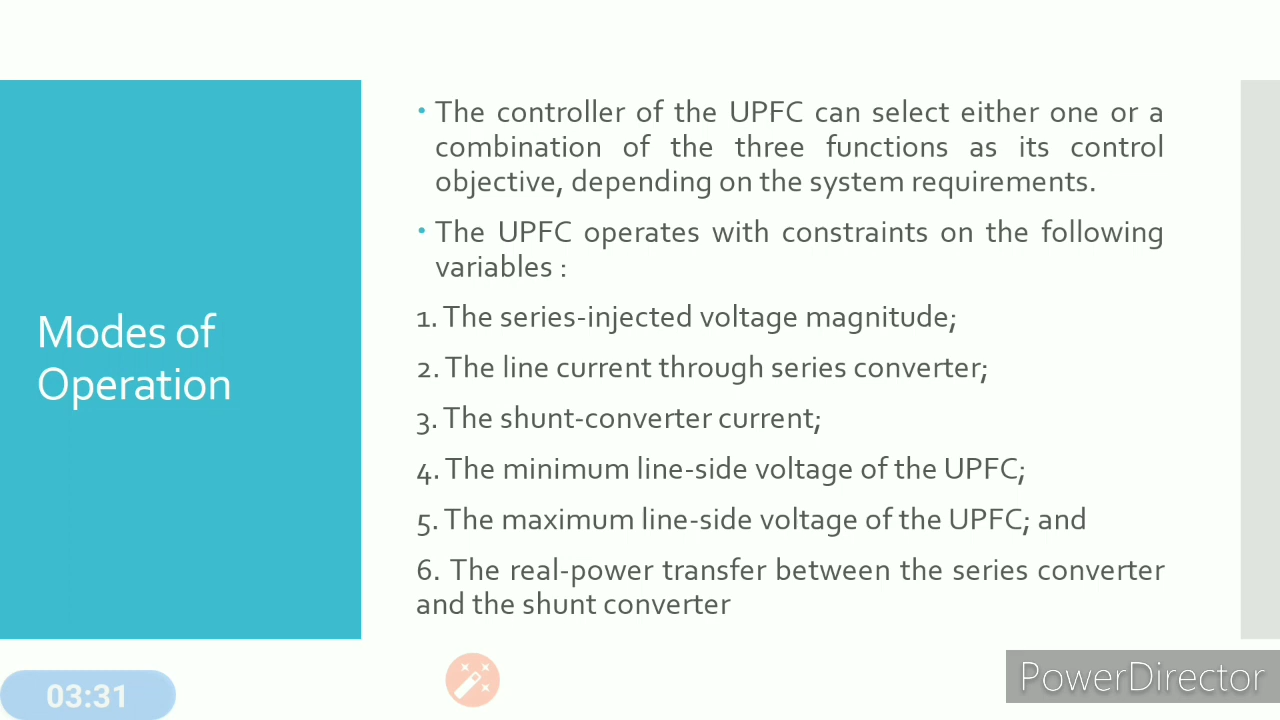 Modes of
Operation
• The controller of the UPFC can select either one or a
combination of the three functions as its control
objective, depending on the system requirements.
• The UPFC operates with constraints on the following
variables :
1. The series-injected voltage magnitude;
2. The line current through series converter;
3. The shunt-converter current;
4. The minimum line-side voltage of the UPFC;
5. The maximum line-side voltage of the UPFC; and
6. The real-power transfer between the series converter
and the shunt converter
03:31
PowerDirector